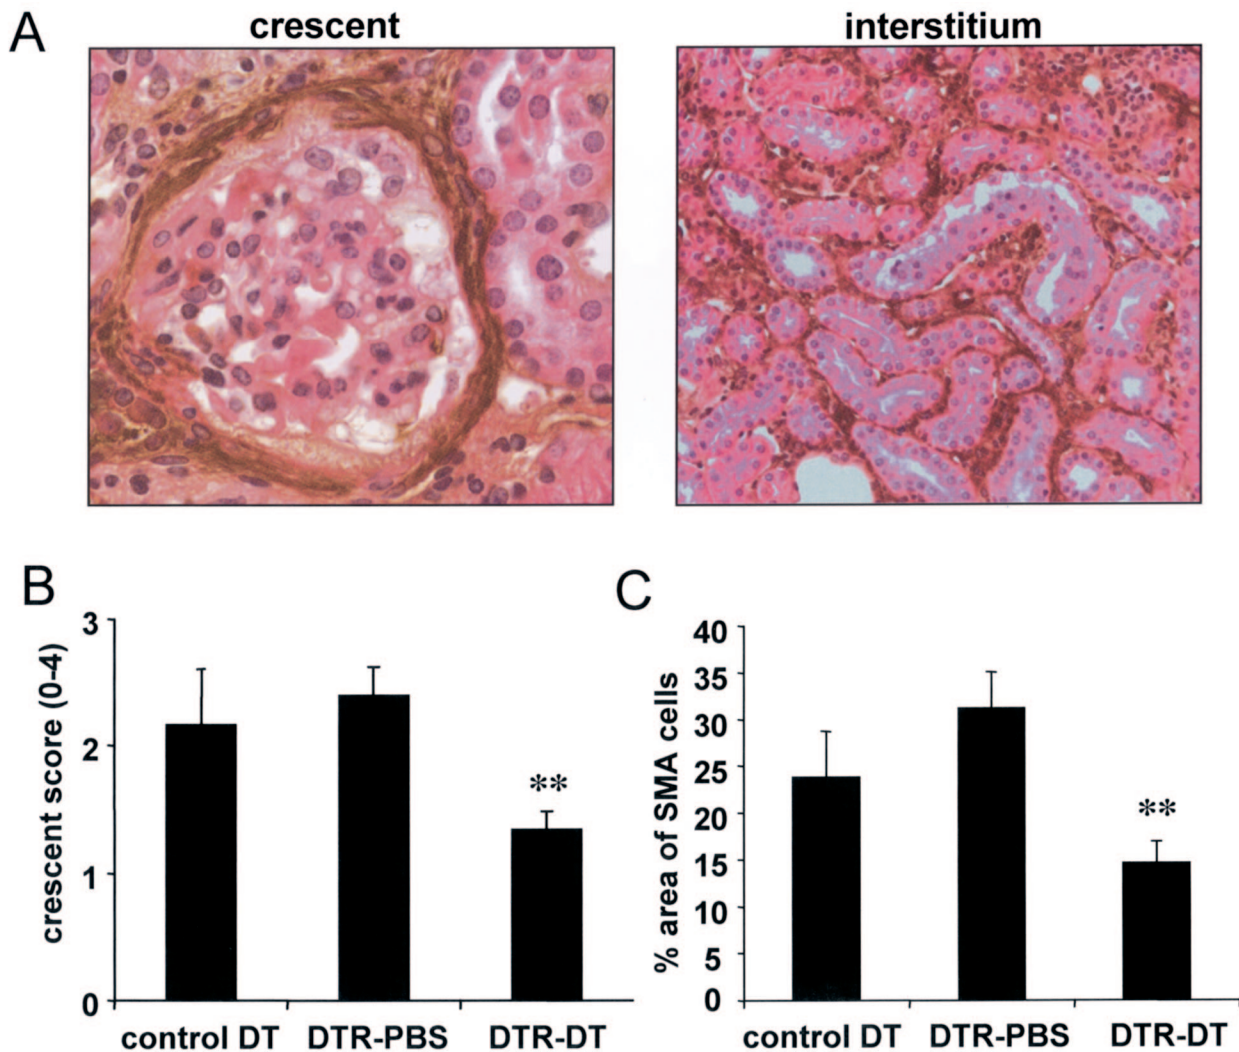 A
crescent
interstitium
B
crescent score (0-4)
3
2
1
0
**
control DT
DTR-PBS
DTR-DT
C
% area of SMA cells
40
35
30
25
20
15
10
5
0
**
control DT
DTR-PBS
DTR-DT